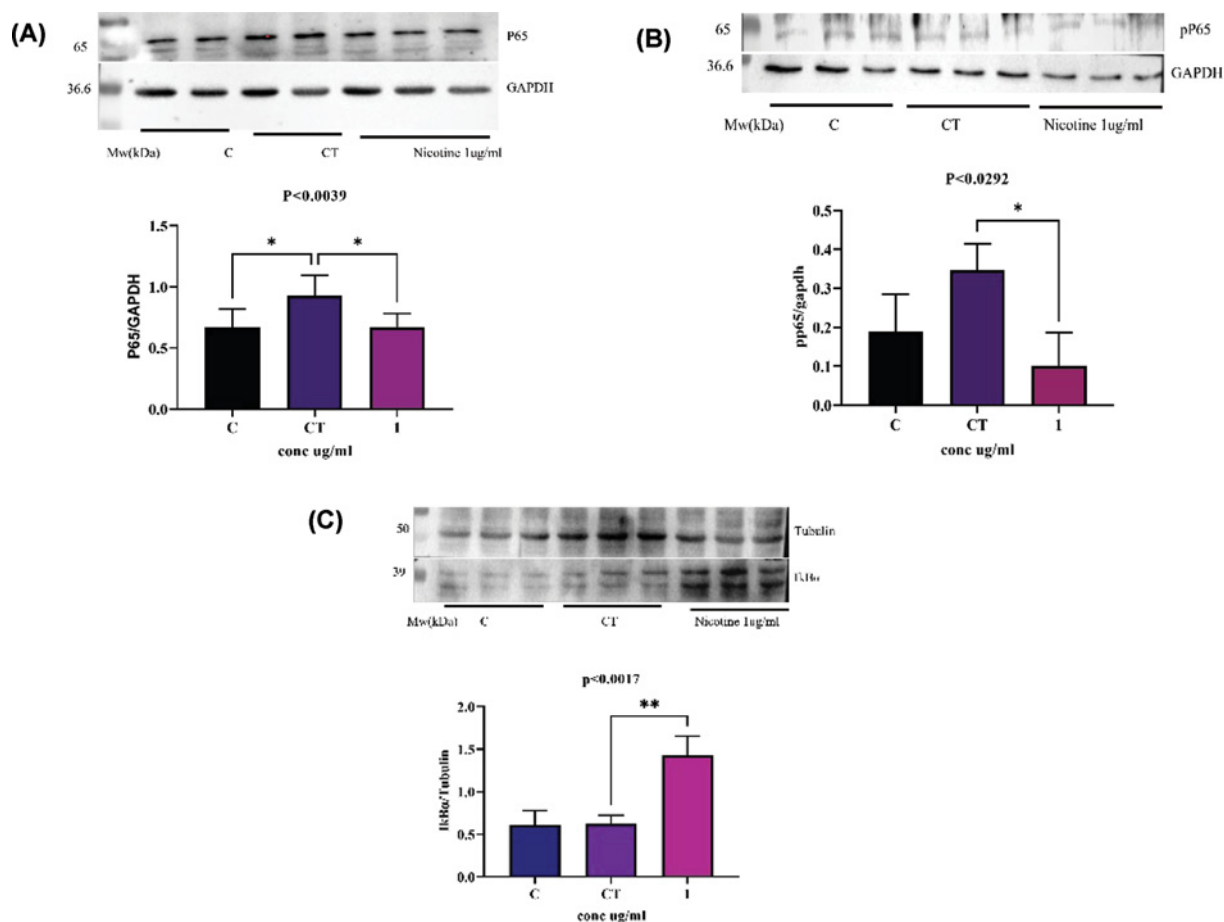 (A)
P65
65
36.6
GAPDH
Mw(kDa) C CT Nicotine 1ug/ml
P<0.0039
* *
P65/GAPDH
1.5
1.0
0.5
0.0
C CT 1
conc ug/ml
(B)
65
pP65
36.6
GAPDH
Mw(kDa) C CT Nicotine 1ug/ml
P<0.0292
*
pp65/gapdh
0.5
0.4
0.3
0.2
0.1
0.0
C CT 1
conc ug/ml
(C)
50
Tubulin
39
IkBα
Mw(kDa) C CT Nicotine 1ug/ml
p<0.0017
**
IkBα/Tubulin
2.0
1.5
1.0
0.5
0.0
C CT 1
conc ug/ml